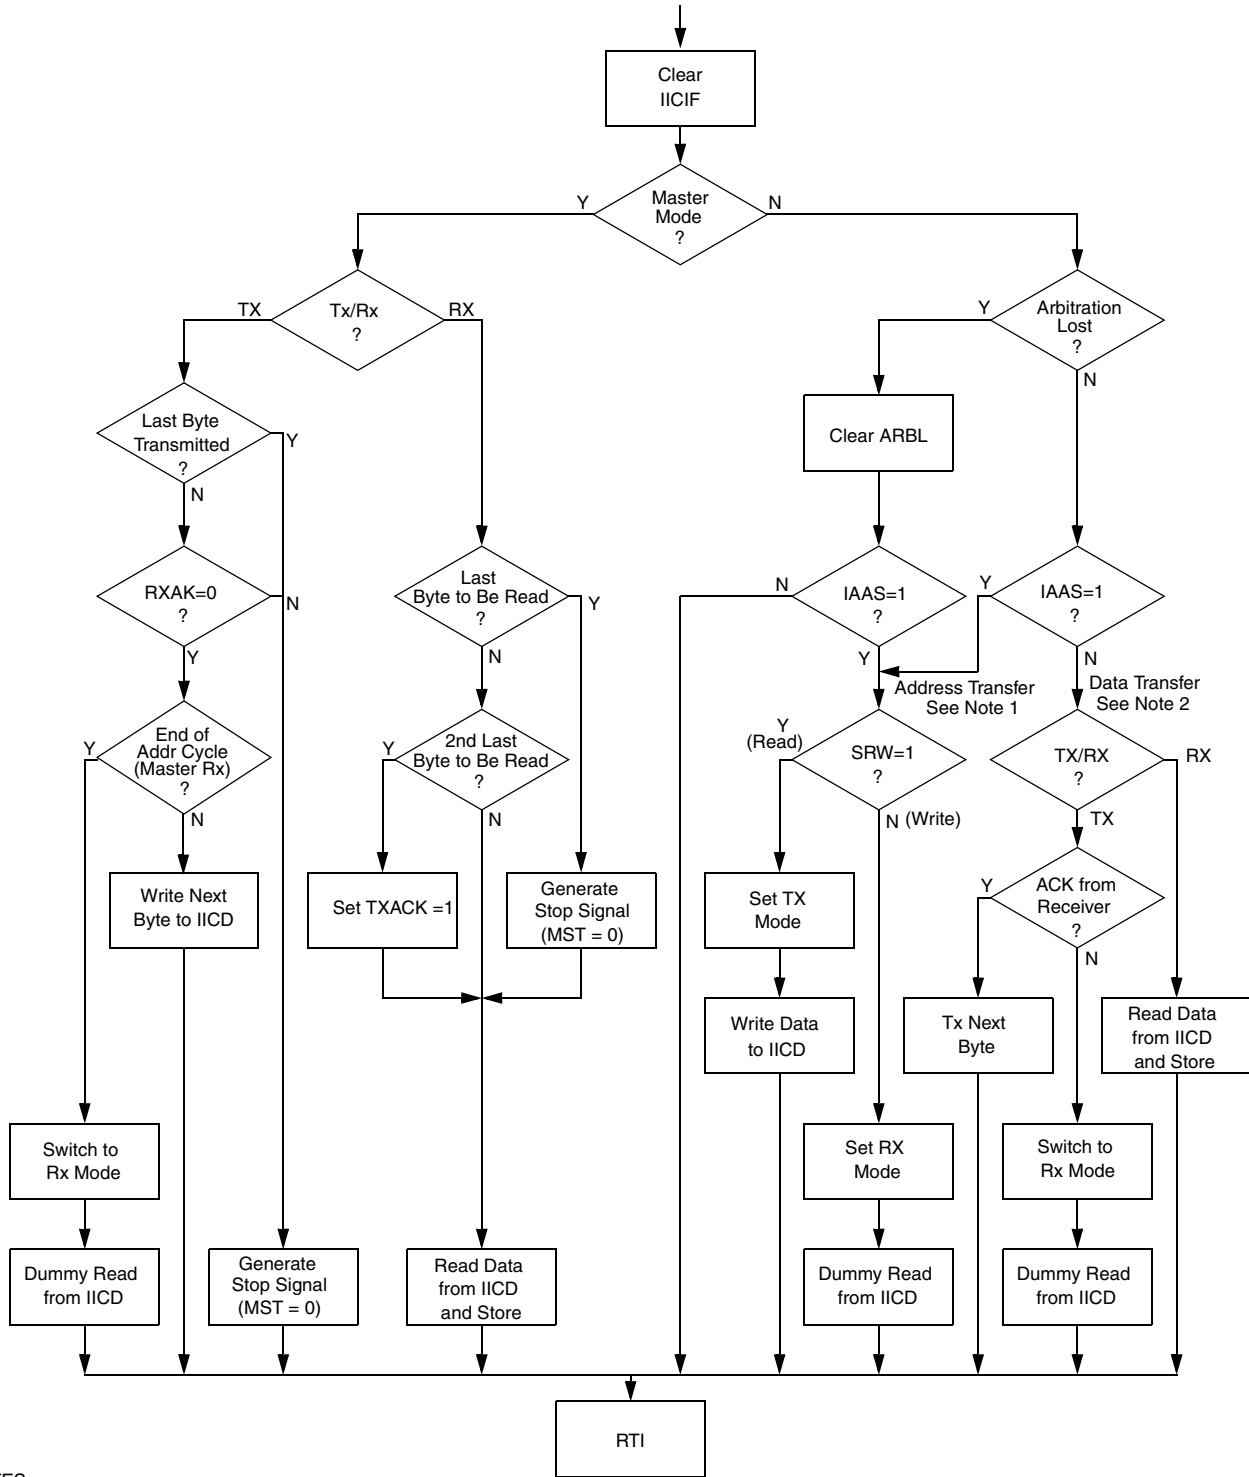 Clear
IICIF
Master
Mode
?
Y
N
Tx/Rx
?
TX
RX
Arbitration
Lost
?
Y
N
Last Byte
Transmitted
?
Y
N
Clear ARBL
RXAK=0
?
N
Y
Last
Byte to Be Read
?
Y
N
IAAS=1
?
N
Y
IAAS=1
?
Y
N
Address Transfer
See Note 1
Data Transfer
See Note 2
End of
Addr Cycle
(Master Rx)
?
Y
N
2nd Last
Byte to Be Read
?
Y
N
Y
(Read)
SRW=1
?
N (Write)
TX/RX
?
RX
TX
Write Next
Byte to IICD
Set TXACK =1
Generate
Stop Signal
(MST = 0)
Set TX
Mode
ACK from
Receiver
?
Y
N
Write Data
to IICD
Tx Next
Byte
Read Data
from IICD
and Store
Switch to
Rx Mode
Set RX
Mode
Switch to
Rx Mode
Dummy Read
from IICD
Generate
Stop Signal
(MST = 0)
Read Data
from IICD
and Store
Dummy Read
from IICD
Dummy Read
from IICD
RTI